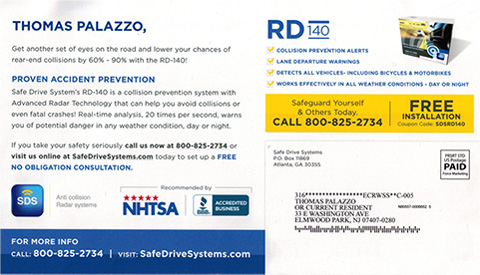 THOMAS PALAZZO,
Get another set of eyes on the road and lower your chances of
rear-end collisions by 60% - 90% with the RD-140!
PROVEN ACCIDENT PREVENTION
Safe Drive System's RD-140 is a collision prevention system with
Advanced Radar Technology that can help you avoid collisions or
even fatal crashes! Real-time analysis, 20 times per second, warns
you of potential danger in any weather condition, day or night.
If you take your safety seriously call us now at 800-825-2734 or
visit us online at SafeDriveSystems.com today to set up a FREE
NO OBLIGATION CONSULTATION.
SDS
Anti collision
Radar systems
Recommended by
NHTSA
BBB
ACCREDITED
BUSINESS
FOR MORE INFO
CALL: 800-825-2734 | VISIT: SafeDriveSystems.com
RD 140
COLLISION PREVENTION ALERTS
LANE DEPARTURE WARNINGS
DETECTS ALL VEHICLES- INCLUDING BICYCLES & MOTORBIKES
WORKS EFFECTIVELY IN ALL WEATHER CONDITIONS - DAY OR NIGHT
Safeguard Yourself
& Others Today.
CALL 800-825-2734
FREE
INSTALLATION
Coupon Code: SDSRD140
Safe Drive Systems
P.O. Box 11869
Atlanta, GA 30355
PRSRT STD
US Postage
PAID
Force Marketing
316******************ECRWSS**C-005
THOMAS PALAZZO
OR CURRENT RESIDENT
33 E WASHINGTON AVE
ELMWOOD PARK, NJ 07407-0280